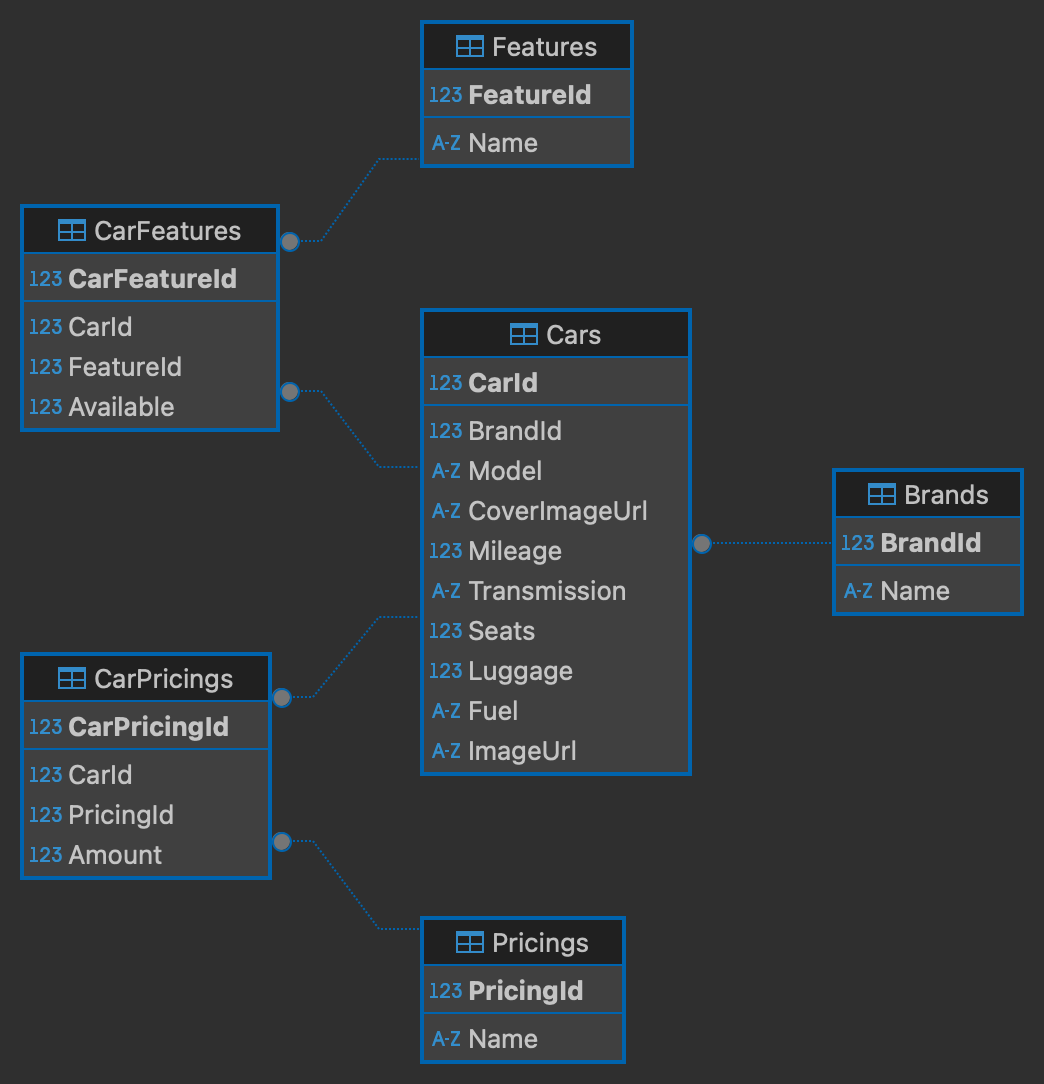 Features
123 FeatureId
A-Z Name
CarFeatures
123 CarFeatureId
123 CarId
123 FeatureId
123 Available
Cars
123 CarId
123 BrandId
A-Z Model
A-Z CoverImageUrl
123 Mileage
A-Z Transmission
123 Seats
123 Luggage
A-Z Fuel
A-Z ImageUrl
Brands
123 BrandId
A-Z Name
CarPricings
123 CarPricingId
123 CarId
123 PricingId
123 Amount
Pricings
123 PricingId
A-Z Name